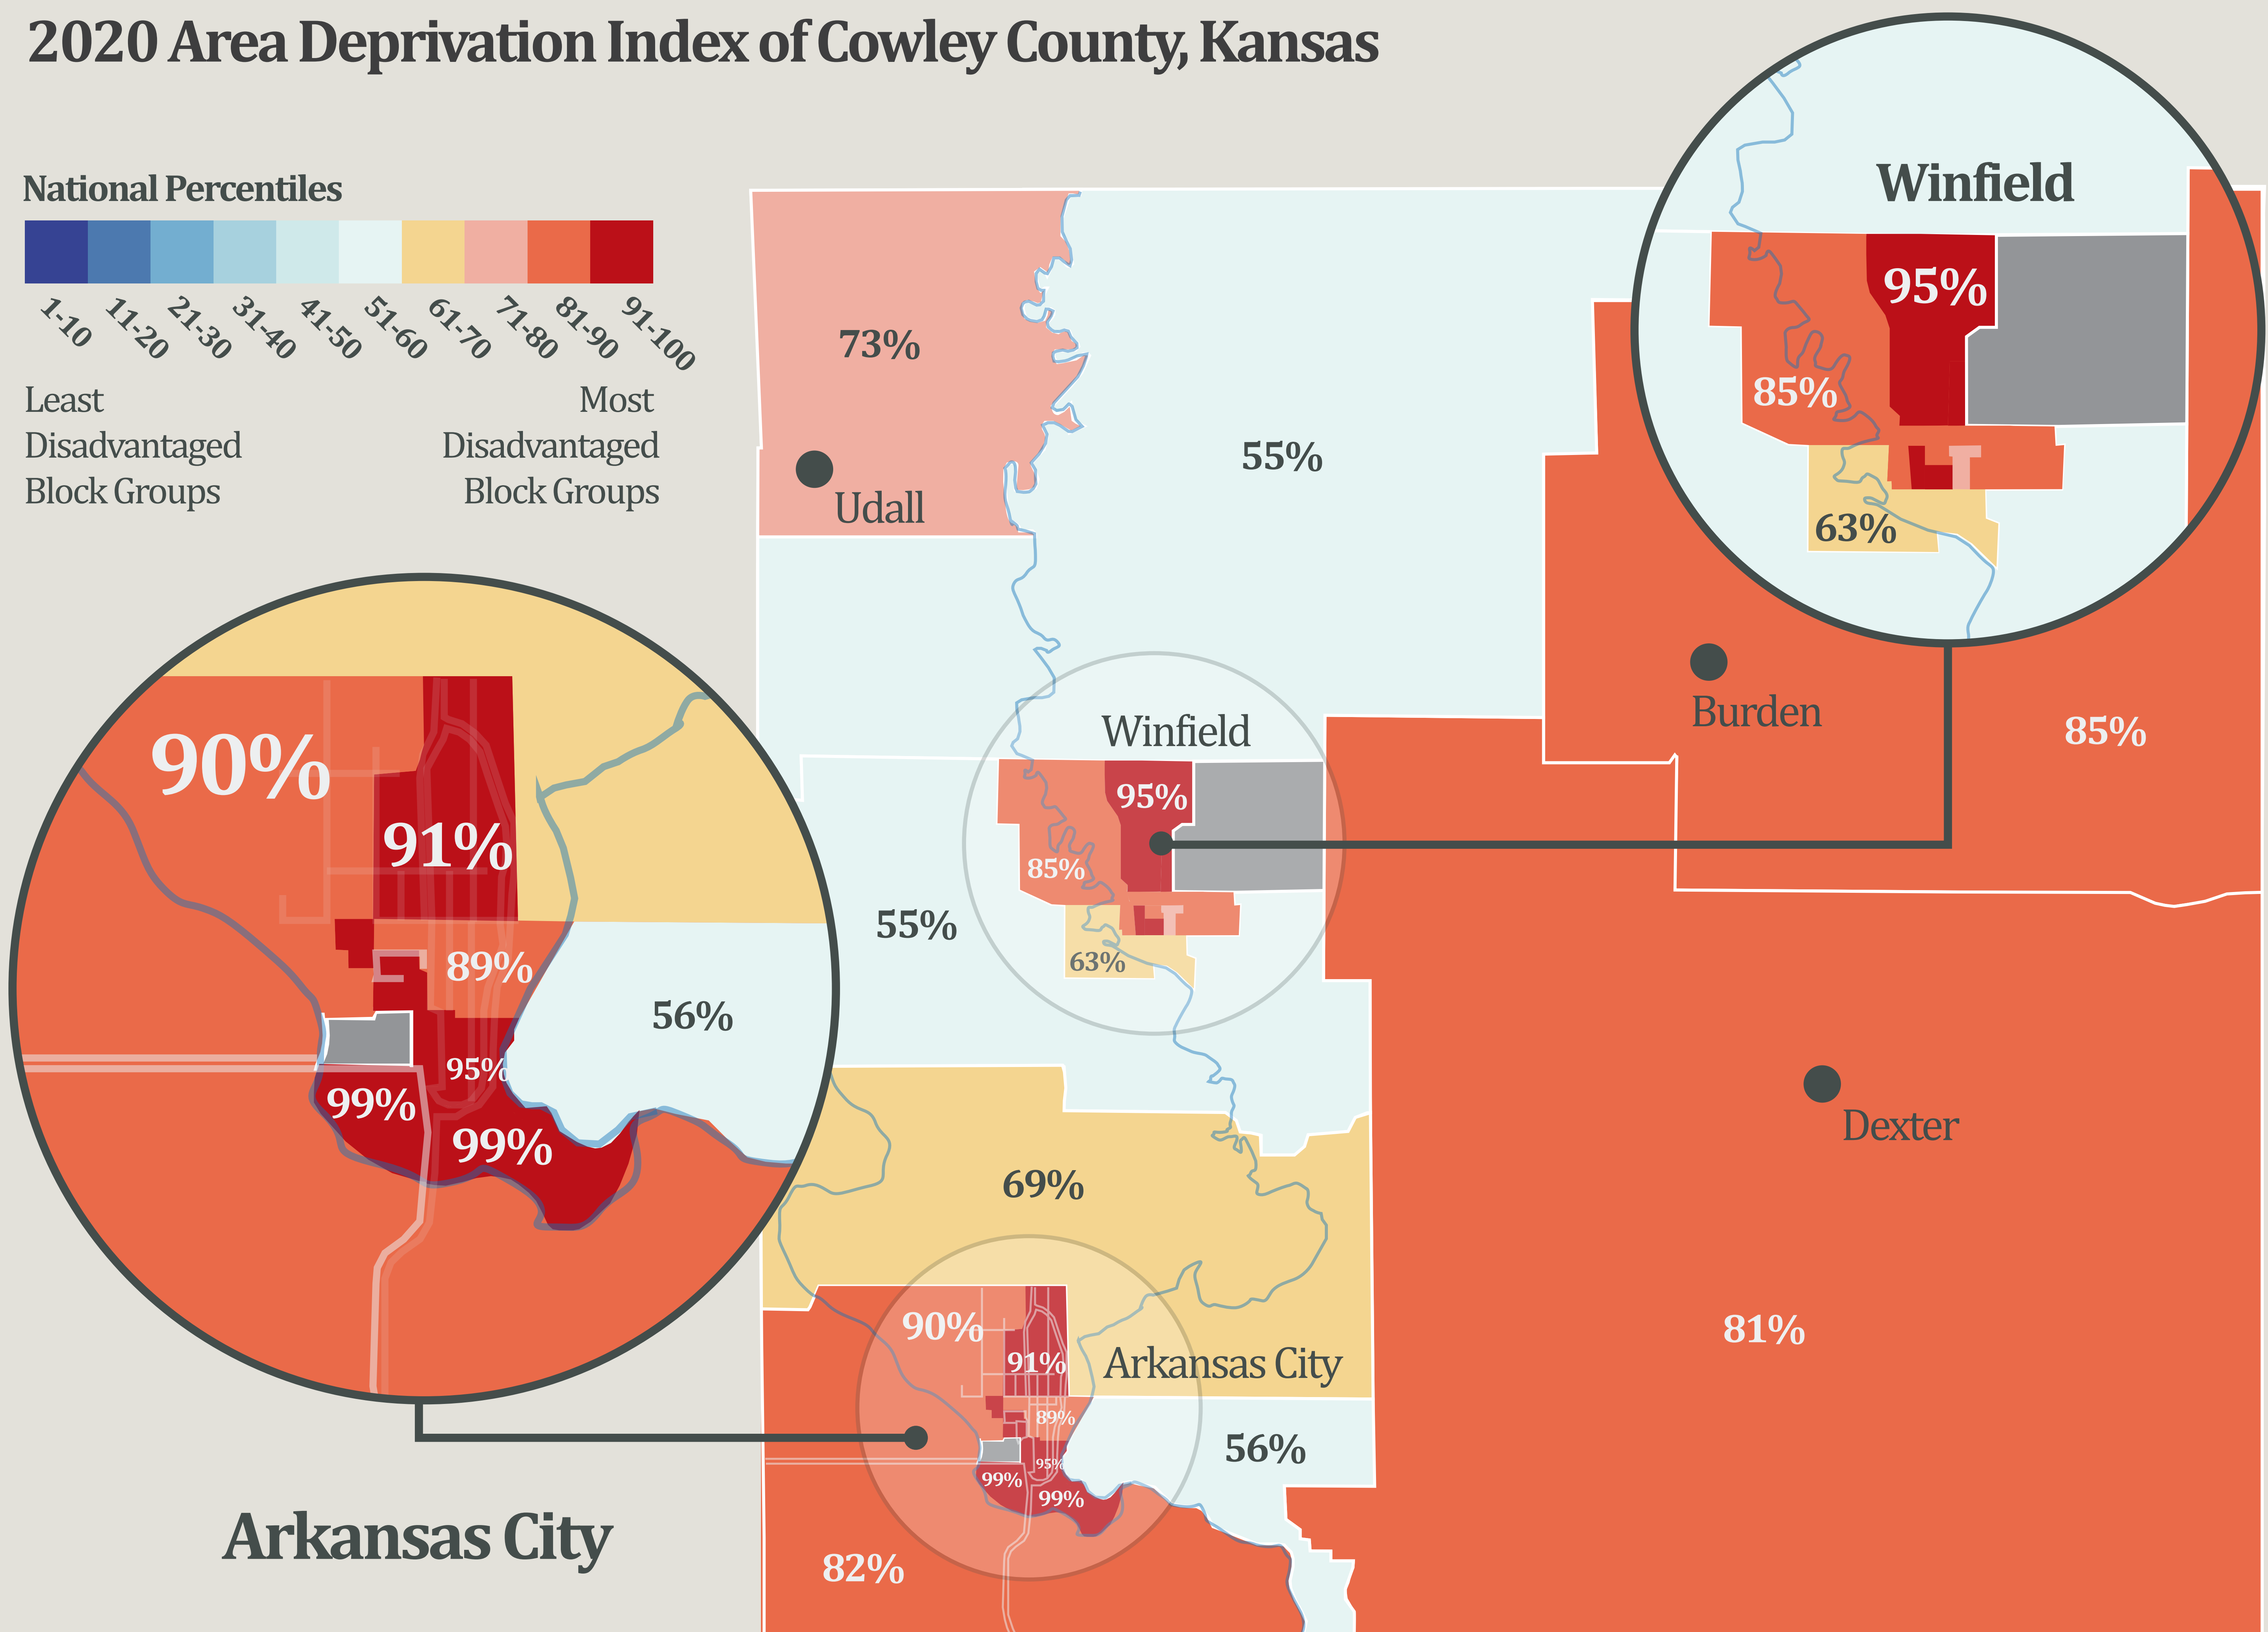 2020 Area Deprivation Index of Cowley County, Kansas
National Percentiles
1-10
11-20
21-30
31-40
41-50
51-60
61-70
71-80
81-90
91-100
Least
Disadvantaged
Block Groups
Most
Disadvantaged
Block Groups
Winfield
95%
85%
63%
73%
Udall
55%
Burden
85%
Winfield
95%
85%
63%
55%
90%
91%
89%
56%
95%
99%
99%
Arkansas City
69%
Dexter
81%
90%
91%
Arkansas City
89%
95%
99%
99%
56%
82%